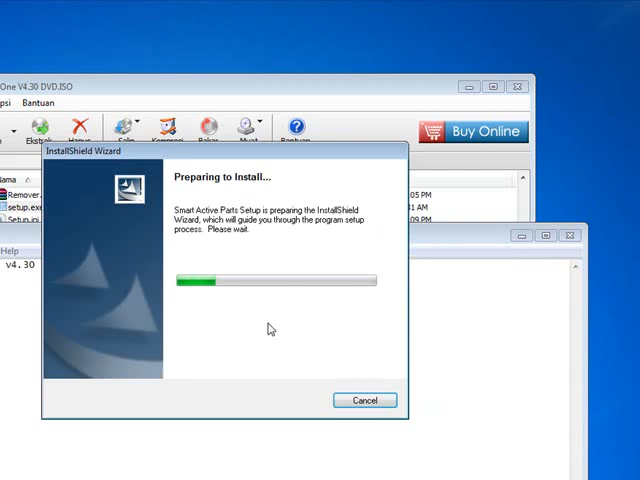 One V4.30 DVD.ISO
psi Bantuan
Ekstrak Hapus Salin Kompresi Bakar Muat Bantuan
Buy Online
InstallShield Wizard
Preparing to Install...
Nama
Remover.
05 PM
setup.exe
41 AM
Setup.ini
09 PM
Smart Active Parts Setup is preparing the InstallShield
Wizard, which will guide you through the program setup
process. Please wait.
Help
v4.30
Cancel